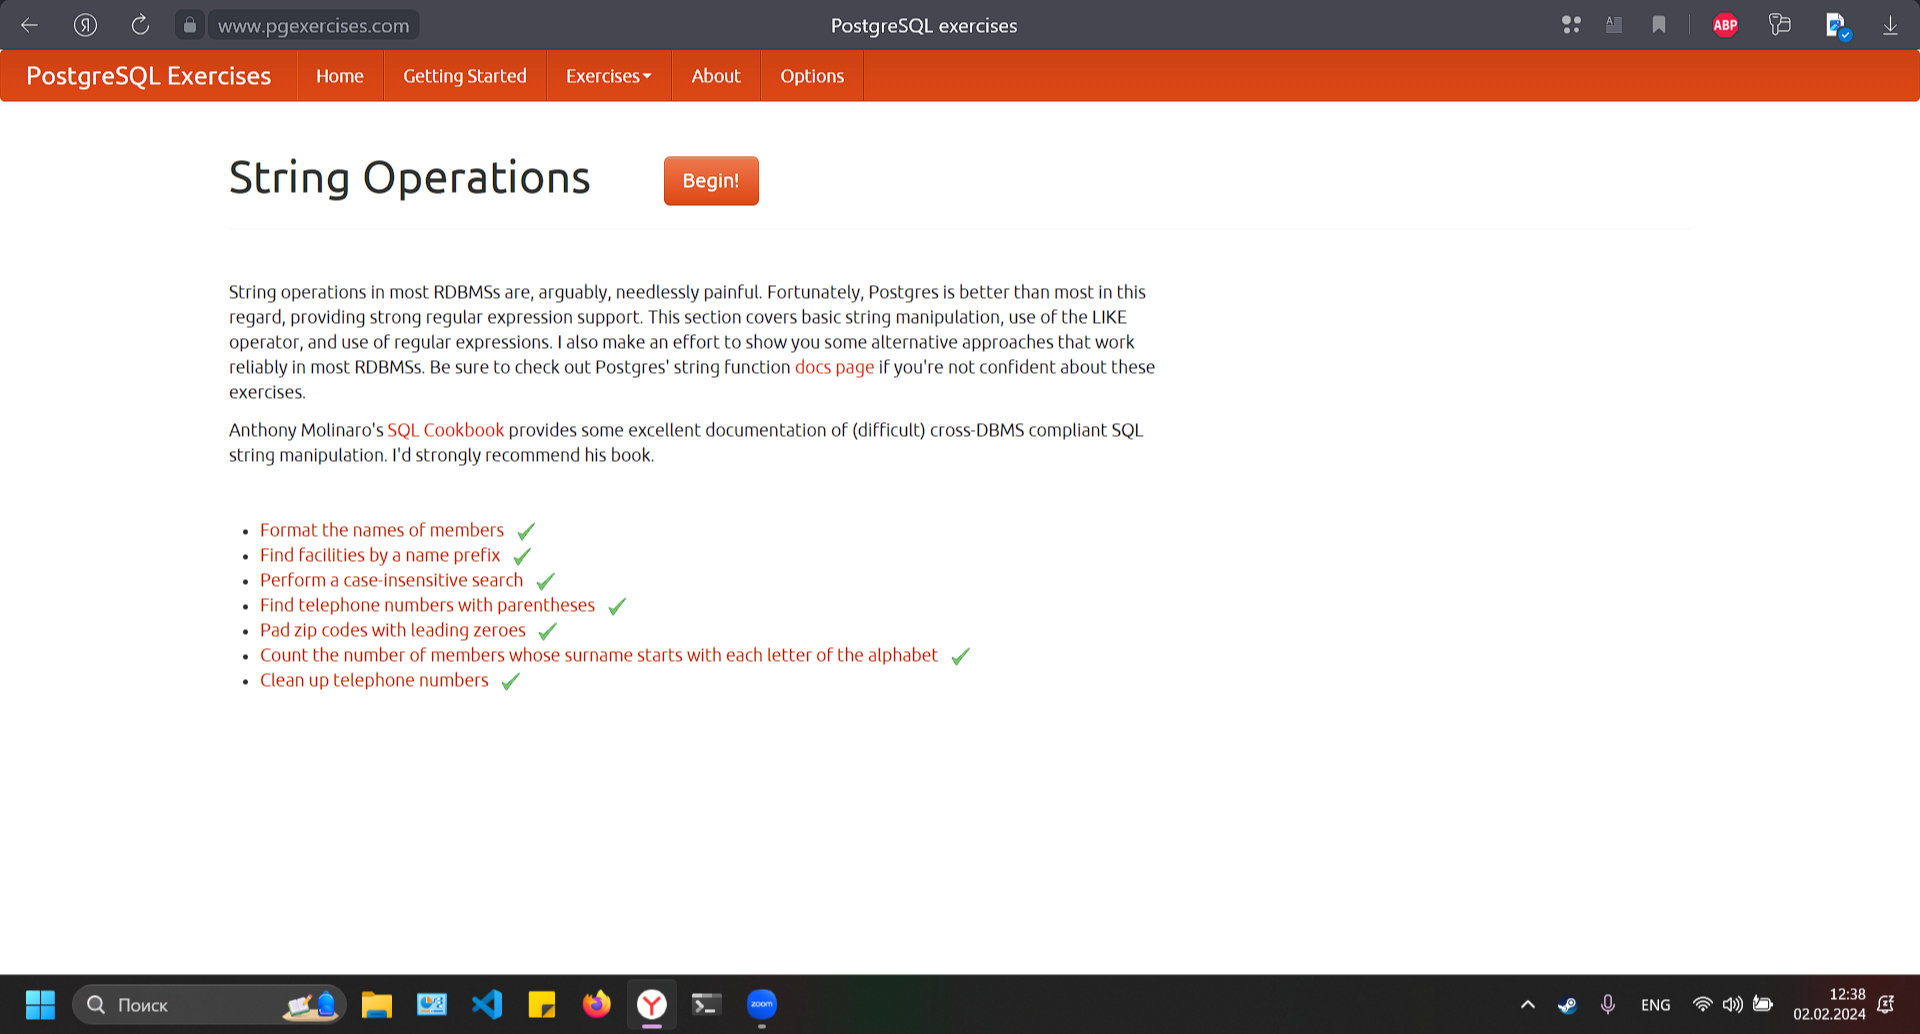 www.pgexercises.com
PostgreSQL exercises
ABP
PostgreSQL Exercises
Home
Getting Started
Exercises
About
Options
String Operations
Begin!
String operations in most RDBMSs are, arguably, needlessly painful. Fortunately, Postgres is better than most in this
regard, providing strong regular expression support. This section covers basic string manipulation, use of the LIKE
operator, and use of regular expressions. I also make an effort to show you some alternative approaches that work
reliably in most RDBMSs. Be sure to check out Postgres' string function docs page if you're not confident about these
exercises.
Anthony Molinaro's SQL Cookbook provides some excellent documentation of (difficult) cross-DBMS compliant SQL
string manipulation. I'd strongly recommend his book.
Format the names of members
Find facilities by a name prefix
Perform a case-insensitive search
Find telephone numbers with parentheses
Pad zip codes with leading zeroes
Count the number of members whose surname starts with each letter of the alphabet
Clean up telephone numbers
Поиск
zoom
ENG
12:38
02.02.2024